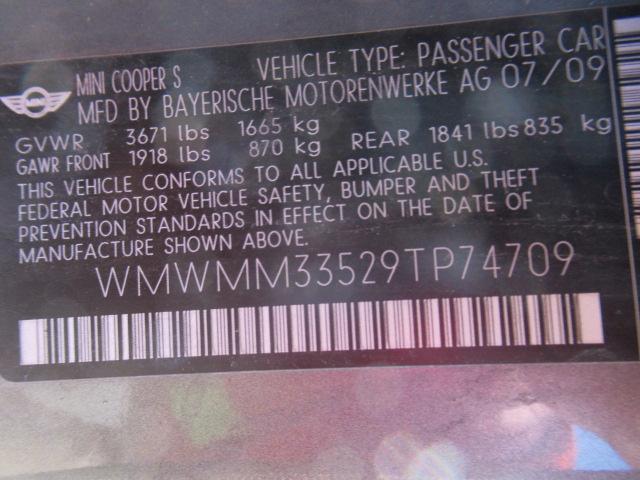 MINI COOPER S VEHICLE TYPE: PASSENGER CAR
MINI MFD BY BAYERISCHE MOTORENWERKE AG 07/09
GVWR 3671 lbs 1665 kg
GAWR FRONT 1918 lbs 870 kg REAR 1841 lbs 835 kg
THIS VEHICLE CONFORMS TO ALL APPLICABLE U.S.
FEDERAL MOTOR VEHICLE SAFETY, BUMPER AND THEFT
PREVENTION STANDARDS IN EFFECT ON THE DATE OF
MANUFACTURE SHOWN ABOVE.
WMWMM33529TP74709